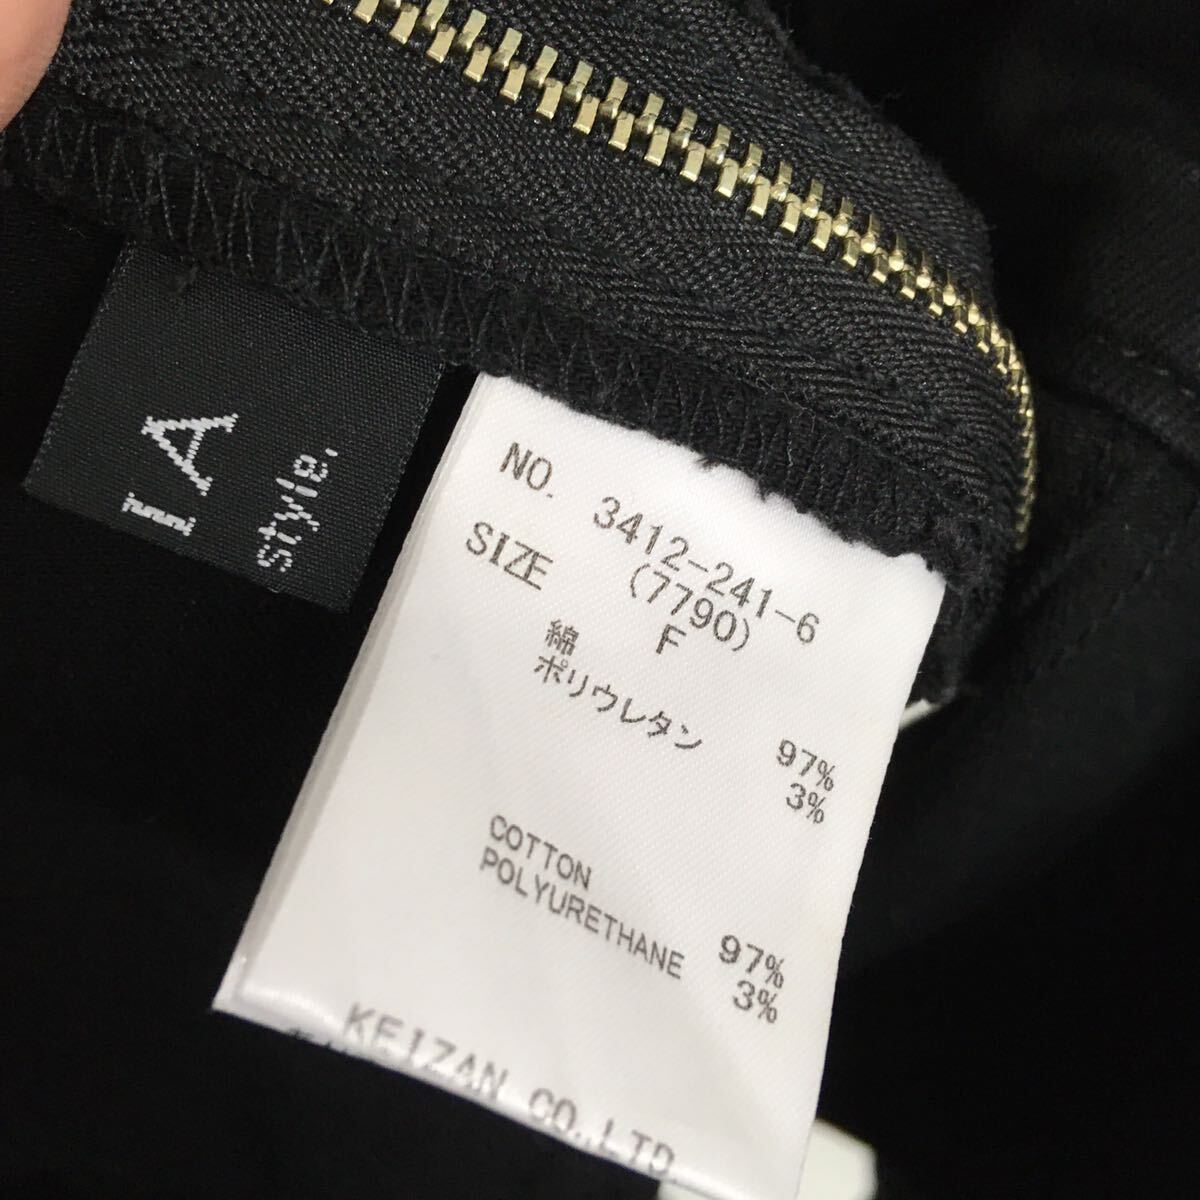 IA
style.
NO. 3412-241-6
(7790)
SIZE F
綿 97%
ポリウレタン 3%
COTTON 97%
POLYURETHANE 3%
KEIZAN CO.,LTD.